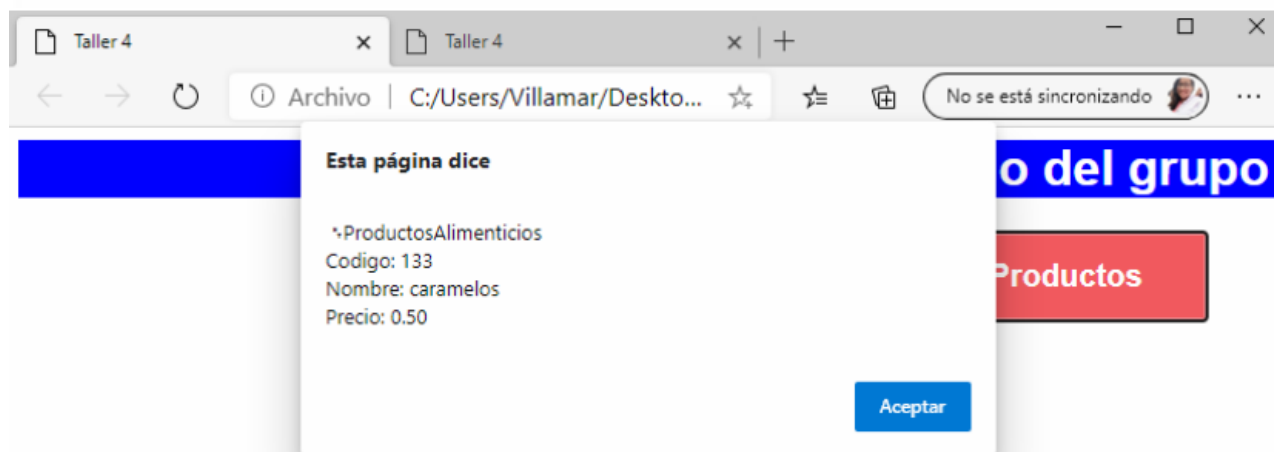 Taller 4
Taller 4
Archivo C:/Users/Villamar/Deskto...
No se está sincronizando
Esta página dice
o del grupo
ProductosAlimenticios
Codigo: 133
Nombre: caramelos
Precio: 0.50
Productos
Aceptar